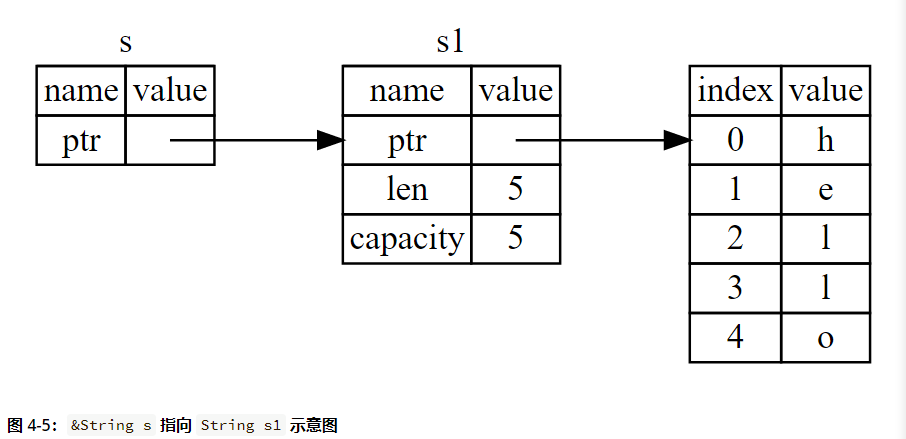 s
name value
ptr
s1
name value
ptr
len 5
capacity 5
index value
0 h
1 e
2 l
3 l
4 o
图 4-5：&String s 指向 String s1 示意图